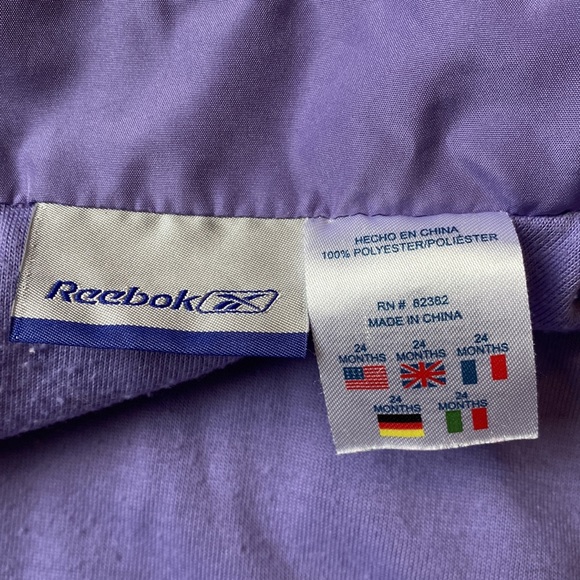 Reebok
HECHO EN CHINA
100% POLYESTER/POLIÉSTER
RN # 82382
MADE IN CHINA
24 MONTHS
24 MONTHS
24 MONTHS
24 MONTHS
24 MONTHS